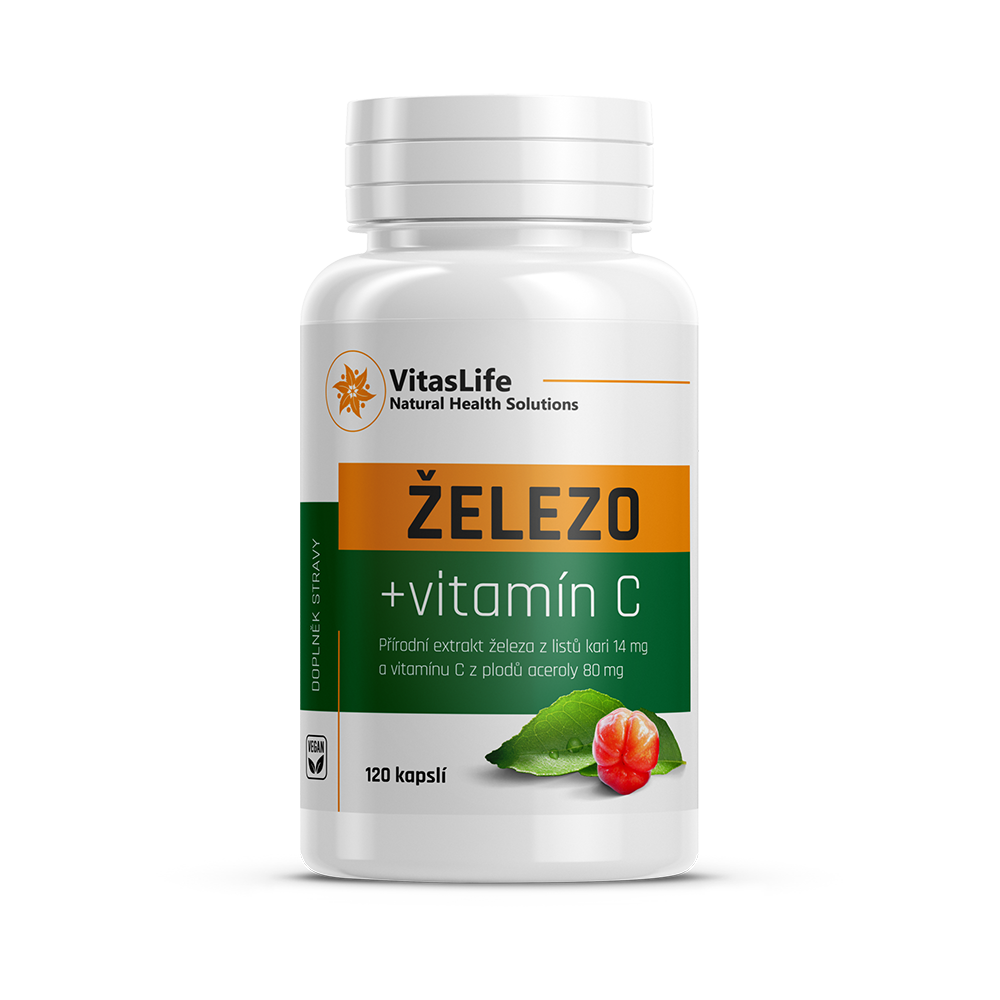 VitasLife
Natural Health Solutions
ŽELEZO
+vitamín C
Přírodní extrakt železa z listů kari 14 mg
a vitamínu C z plodů aceroly 80 mg
DOPLNĚK STRAVY
VEGAN
120 kapslí